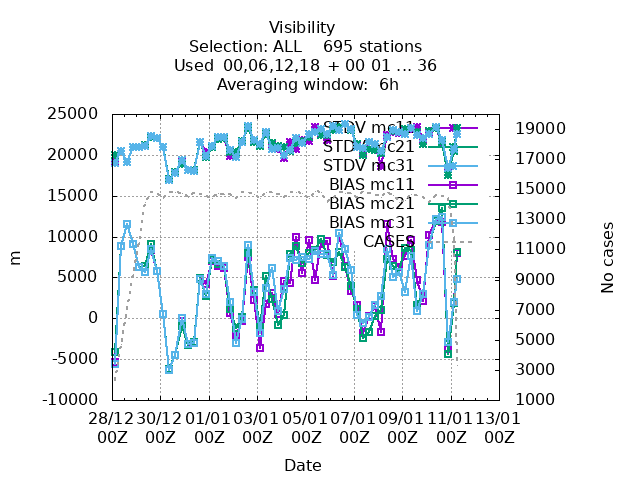 Visibility
Selection: ALL    695 stations
Used  00,06,12,18  + 00 01 ... 36
Averaging window:  6h
25000
20000
15000
10000
5000
0
-5000
-10000
19000
17000
15000
13000
11000
9000
7000
5000
3000
1000
STDV mc11
STDV mc21
STDV mc31
BIAS mc11
BIAS mc21
BIAS mc31
CASES
m
No cases
28/12 30/12 01/01 03/01 05/01 07/01 09/01 11/01 13/01
00Z 00Z 00Z 00Z 00Z 00Z 00Z 00Z 00Z
Date